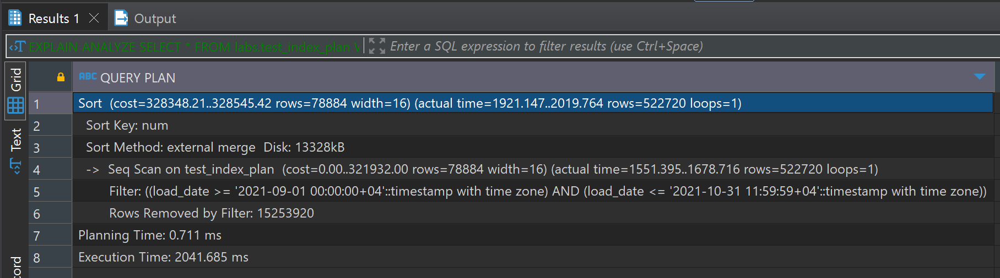 Results 1
Output
EXPLAIN ANALYZE SELECT * FROM labs.test_index_plan
Enter a SQL expression to filter results (use Ctrl+Space)
Grid
Text
ABC QUERY PLAN
1 Sort (cost=328348.21..328545.42 rows=78884 width=16) (actual time=1921.147..2019.764 rows=522720 loops=1)
2 Sort Key: num
3 Sort Method: external merge Disk: 13328kB
4 -> Seq Scan on test_index_plan (cost=0.00..321932.00 rows=78884 width=16) (actual time=1551.395..1678.716 rows=522720 loops=1)
5 Filter: ((load_date >= '2021-09-01 00:00:00+04'::timestamp with time zone) AND (load_date <= '2021-10-31 11:59:59+04'::timestamp with time zone))
6 Rows Removed by Filter: 15253920
7 Planning Time: 0.711 ms
8 Execution Time: 2041.685 ms